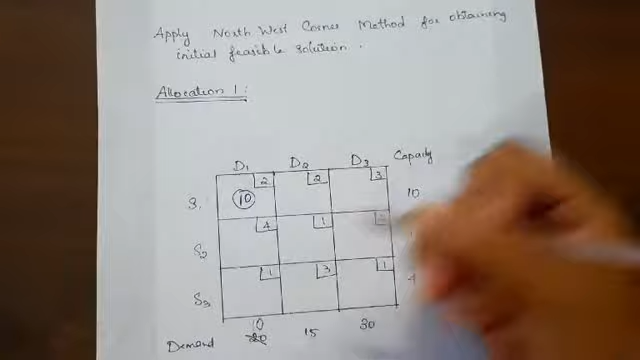 Apply North West Corner Method for obtaining
initial feasible solution.
Allocation 1:
D1 D2 D3 Capacity
S1 10 2 2 3 10
S2 4 1
S3 1 3 1
10
Demand 15 30